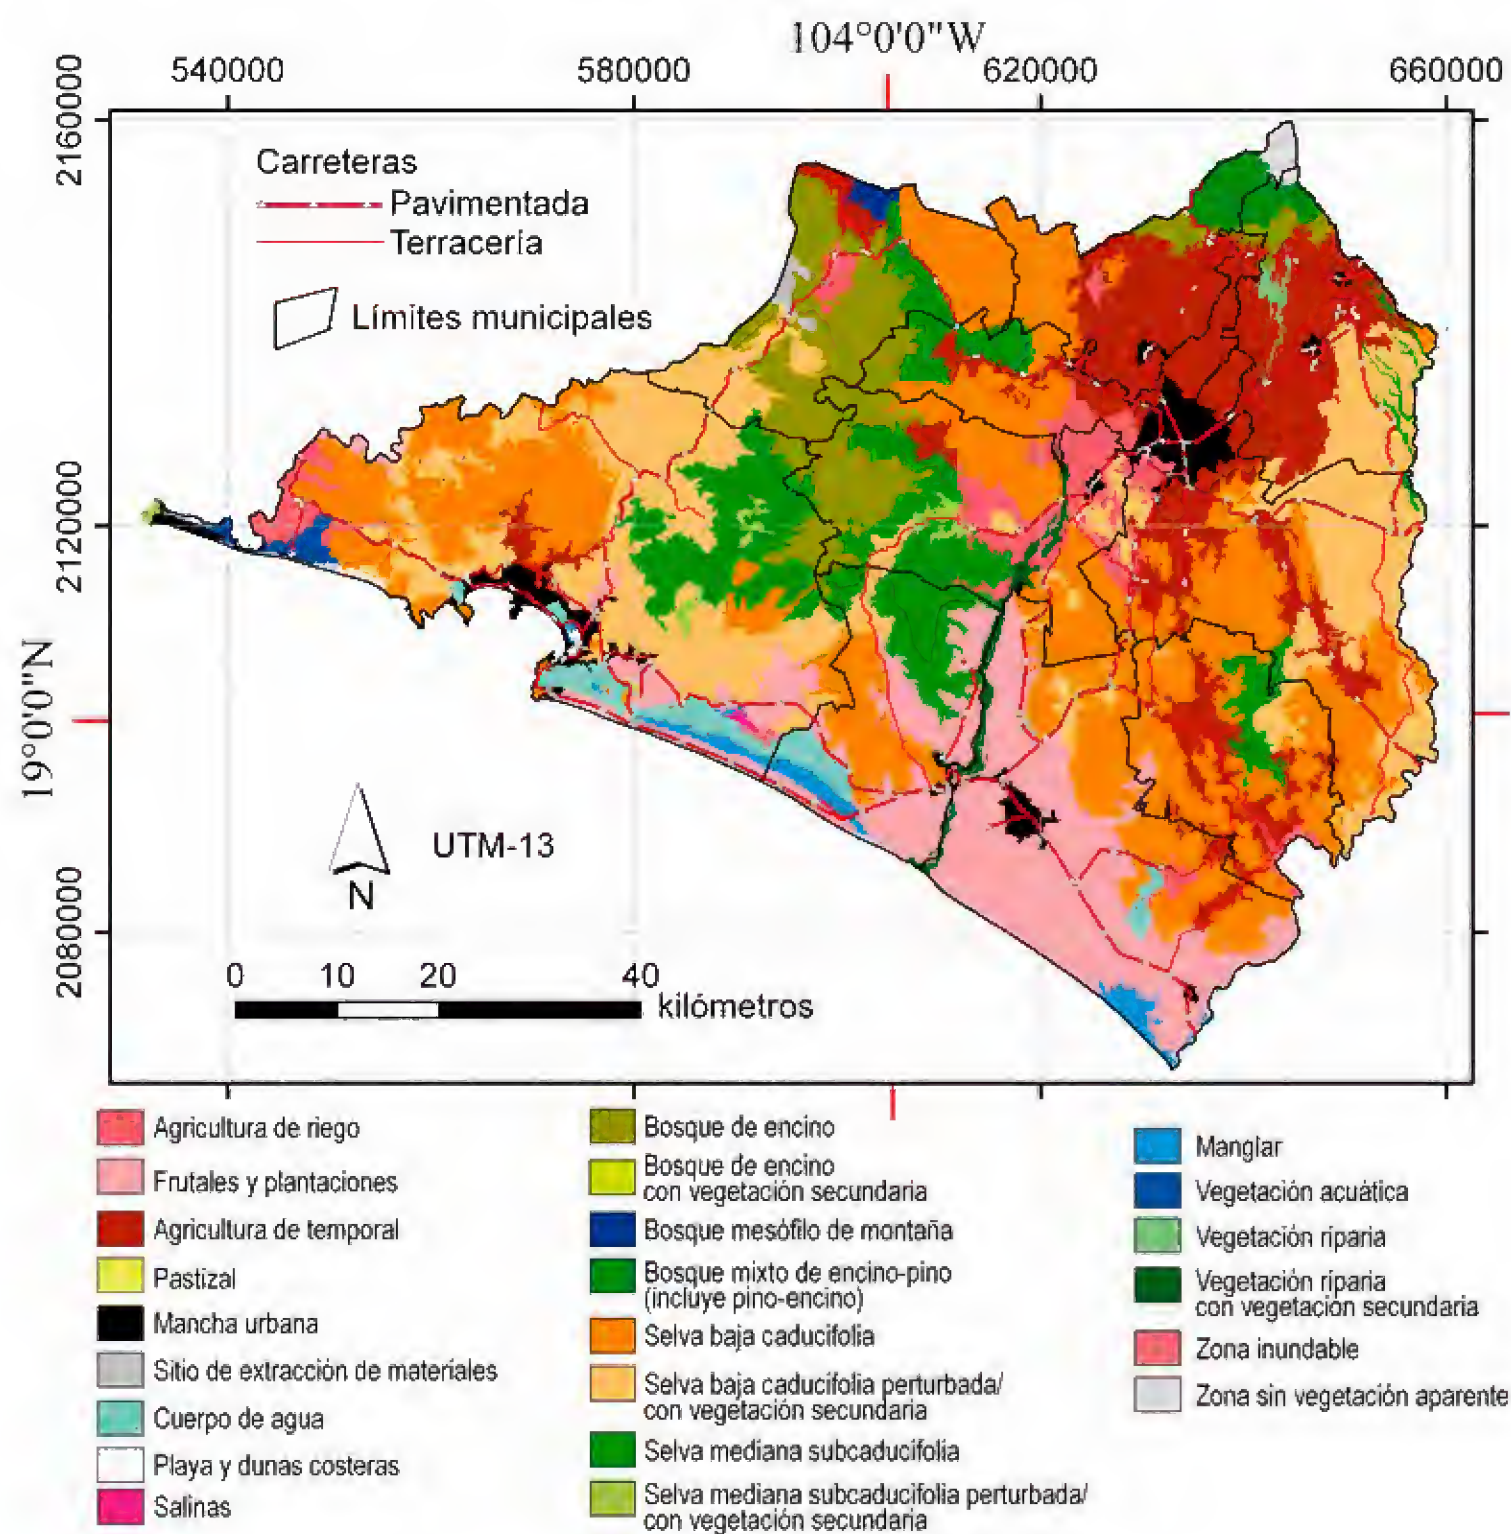 104°0'0"W
540000
580000
620000
660000
2160000
2120000
2080000
19°0'0"N
Carreteras
Pavimentada
Terracería
Límites municipales
UTM-13
N
0 10 20 40
kilómetros
Agricultura de riego
Frutales y plantaciones
Agricultura de temporal
Pastizal
Mancha urbana
Sitio de extracción de materíales
Cuerpo de agua
Playa y dunas costeras
Salinas
Bosque de encino
Bosque de encino
con vegetación secundaria
Bosque mesófilo de montaña
Bosque mixto de encino-pino
(incluye pino-encino)
Selva baja caducifolia
Selva baja caducifolia perturbada/
con vegetación secundaria
Selva mediana subcaducifolia
Selva mediana subcaducifolia perturbada/
con vegetación secundaria
Manglar
Vegetación acuática
Vegetación riparia
Vegetación riparia
con vegetación secundaria
Zona inundable
Zona sin vegetación aparente